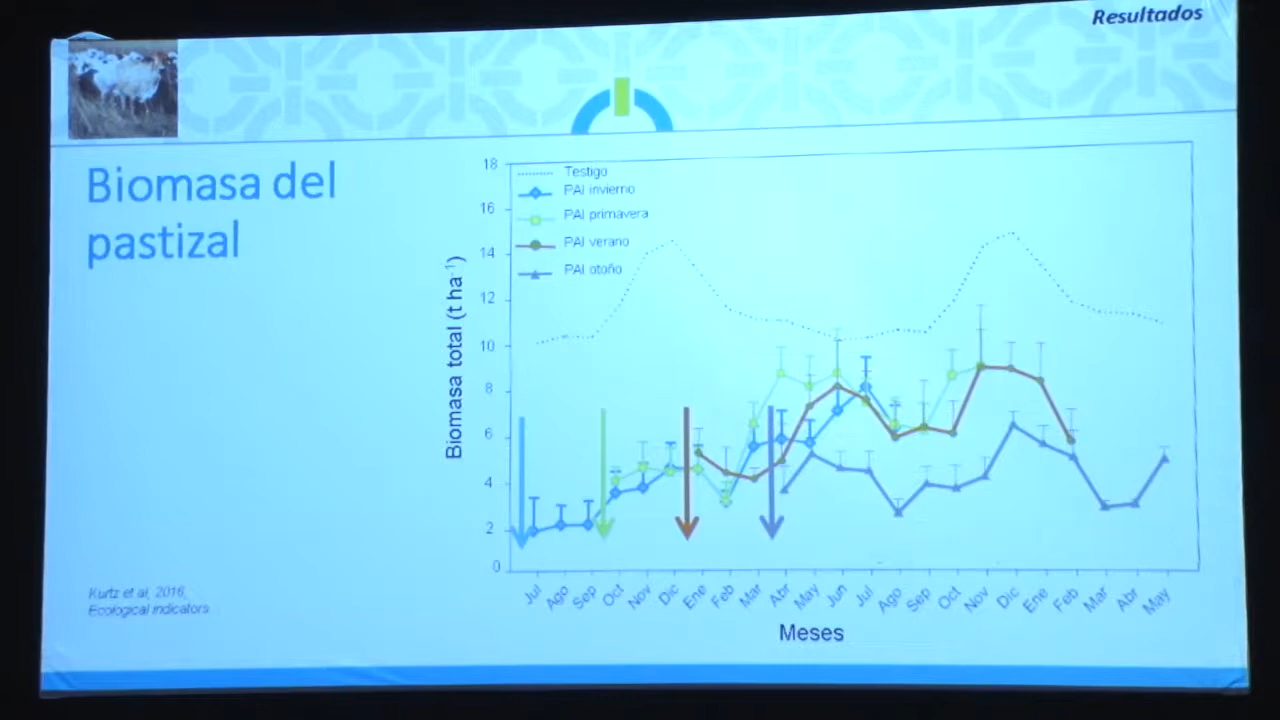 Resultados
Biomasa del
pastizal
Biomasa total (t ha-1)
18
16
14
12
10
8
6
4
2
0
Testigo
PAI invierno
PAI primavera
PAI verano
PAI otoño
Jul Ago Sep Oct Nov Dic Ene Feb Mar Abr May Jun Jul Ago Sep Oct Nov Dic Ene Feb Mar Abr May
Meses
Kurtz et al, 2016,
Ecological indicators